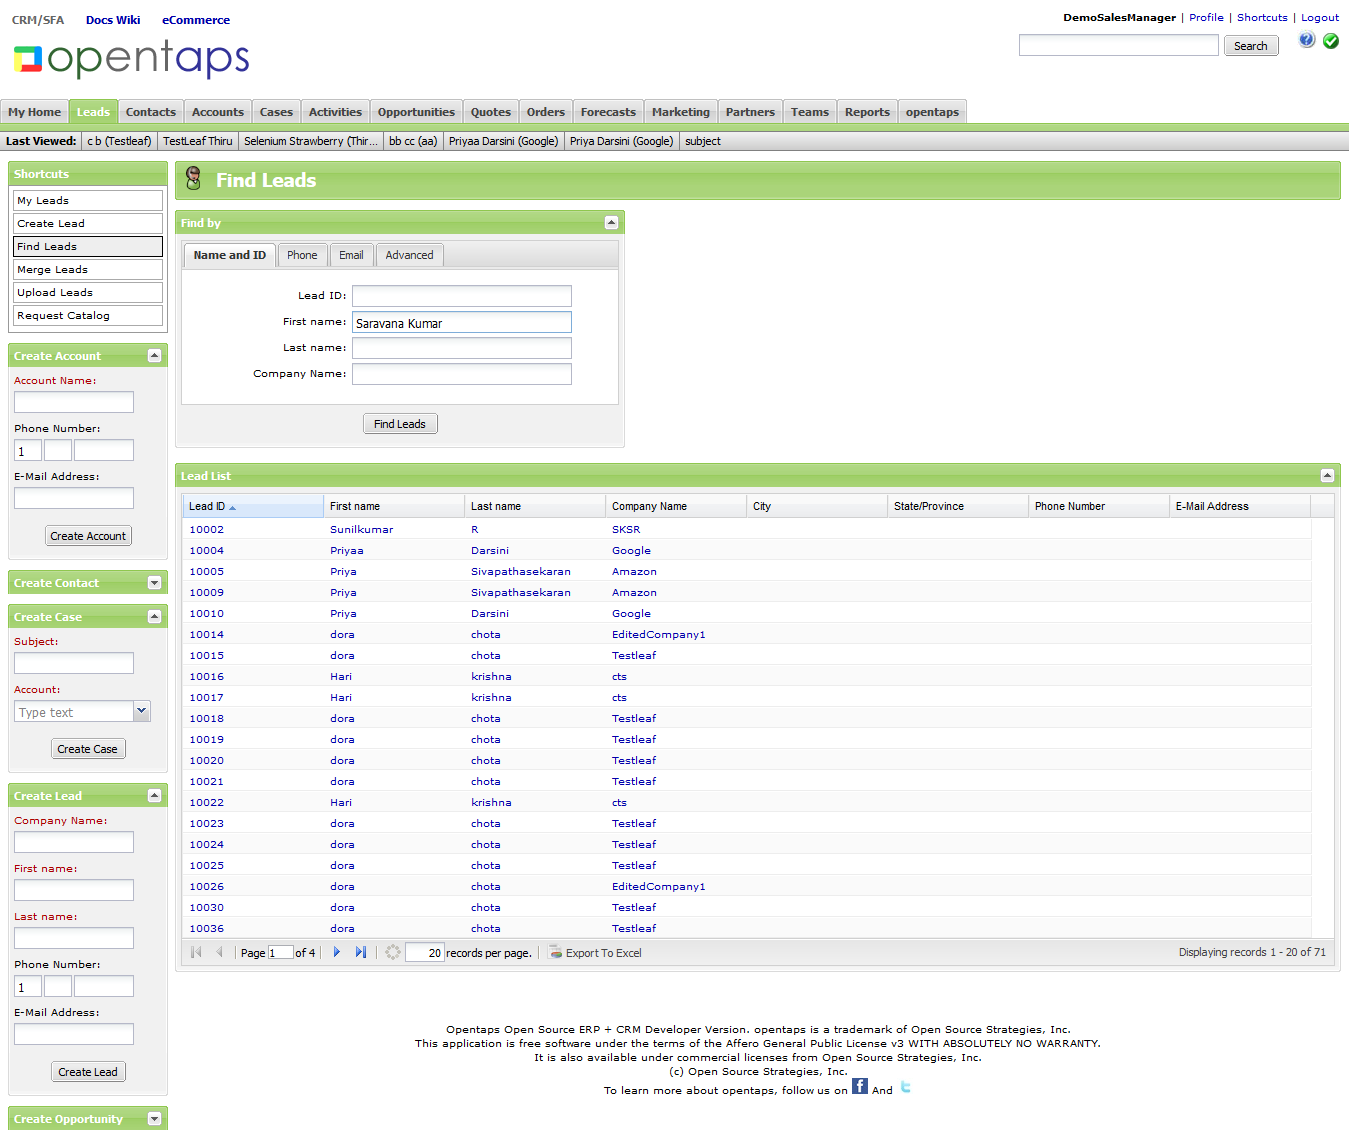 CRM/SFA Docs Wiki eCommerce
DemoSalesManager | Profile | Shortcuts | Logout
opentaps
Search
My Home Leads Contacts Accounts Cases Activities Opportunities Quotes Orders Forecasts Marketing Partners Teams Reports opentaps
Last Viewed: c b (Testleaf) TestLeaf Thiru Selenium Strawberry (Thir... bb cc (aa) Priyaa Darsini (Google) Priya Darsini (Google) subject
Shortcuts
My Leads
Create Lead
Find Leads
Merge Leads
Upload Leads
Request Catalog
Create Account
Account Name:
Phone Number:
1
E-Mail Address:
Create Account
Create Contact
Create Case
Subject:
Account:
Type text
Create Case
Create Lead
Company Name:
First name:
Last name:
Phone Number:
1
E-Mail Address:
Create Lead
Create Opportunity
Find Leads
Find by
Name and ID Phone Email Advanced
Lead ID:
First name: Saravana Kumar
Last name:
Company Name:
Find Leads
Lead List
Lead ID First name Last name Company Name City State/Province Phone Number E-Mail Address
10002 Sunilkumar R SKSR
10004 Priyaa Darsini Google
10005 Priya Sivapathasekaran Amazon
10009 Priya Sivapathasekaran Amazon
10010 Priya Darsini Google
10014 dora chota EditedCompany1
10015 dora chota Testleaf
10016 Hari krishna cts
10017 Hari krishna cts
10018 dora chota Testleaf
10019 dora chota Testleaf
10020 dora chota Testleaf
10021 dora chota Testleaf
10022 Hari krishna cts
10023 dora chota Testleaf
10024 dora chota Testleaf
10025 dora chota Testleaf
10026 dora chota EditedCompany1
10030 dora chota Testleaf
10036 dora chota Testleaf
Page 1 of 4 20 records per page. Export To Excel Displaying records 1 - 20 of 71
Opentaps Open Source ERP + CRM Developer Version. opentaps is a trademark of Open Source Strategies, Inc.
This application is free software under the terms of the Affero General Public License v3 WITH ABSOLUTELY NO WARRANTY.
It is also available under commercial licenses from Open Source Strategies, Inc.
(c) Open Source Strategies, Inc.
To learn more about opentaps, follow us on f And t